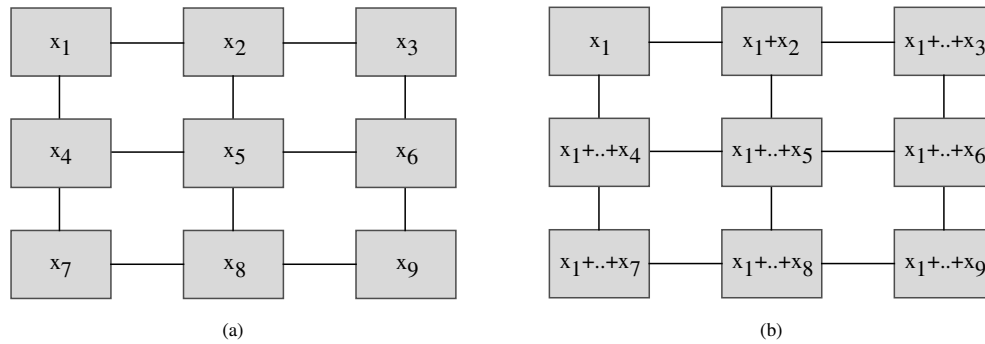 x₁ x₂ x₃ x₁ x₁+x₂ x₁+..+x₃
x₄ x₅ x₆ x₁+..+x₄ x₁+..+x₅ x₁+..+x₆
x₇ x₈ x₉ x₁+..+x₇ x₁+..+x₈ x₁+..+x₉
(a) (b)